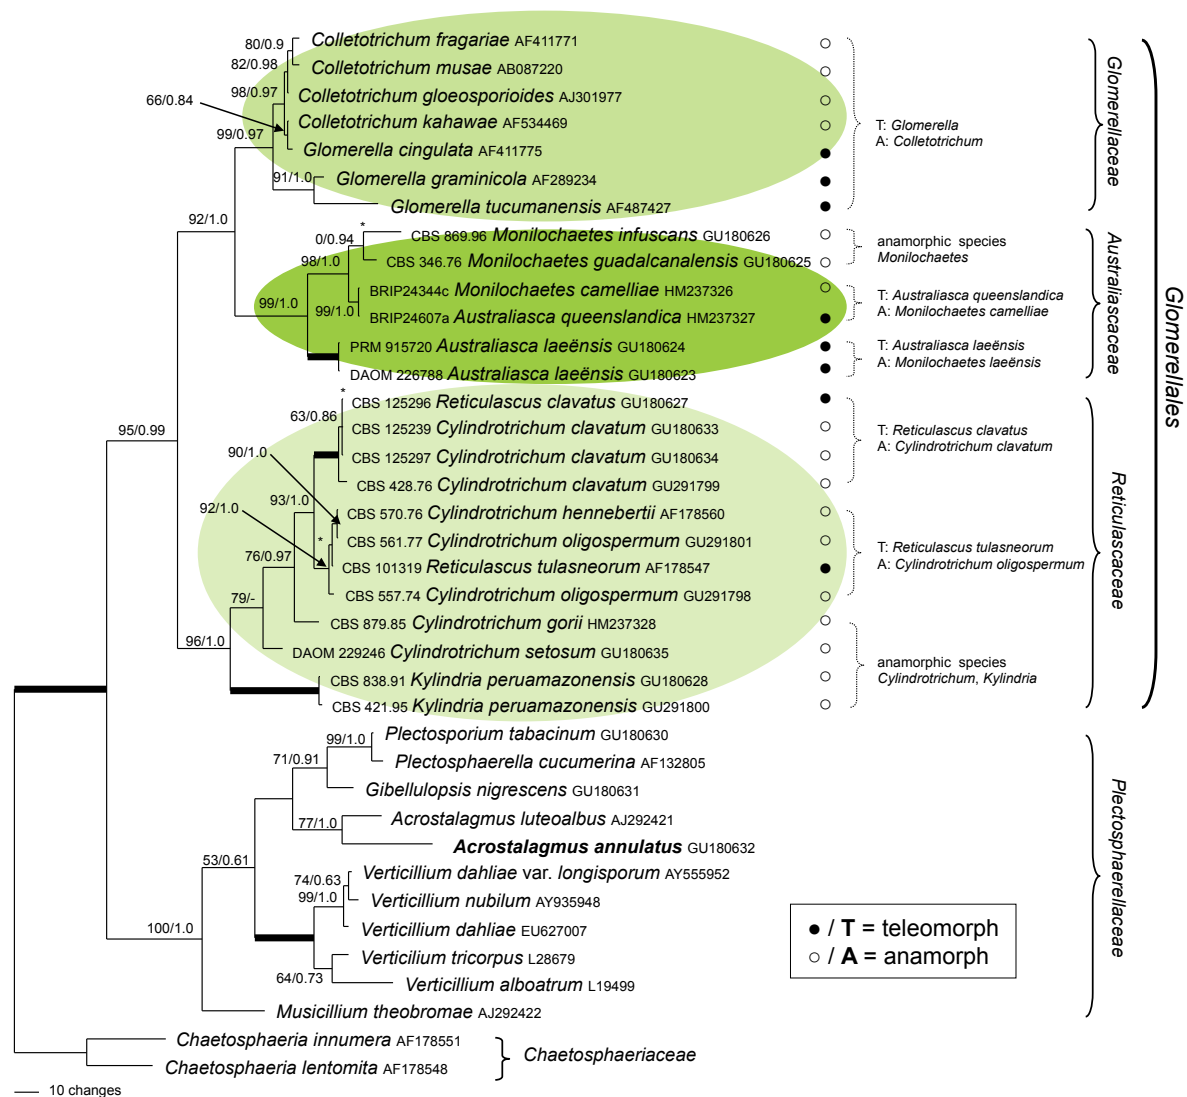 80/0.9
Colletotrichum fragariae AF411771
82/0.98
Colletotrichum musae AB087220
98/0.97
Colletotrichum gloeosporioides AJ301977
66/0.84
Colletotrichum kahawae AF534469
99/0.97
Glomerella cingulata AF411775
91/1.0
Glomerella graminicola AF289234
Glomerella tucumanensis AF487427
T: Glomerella
A: Colletotrichum
Glomerellaceae
92/1.0
*
CBS 869.96 Monilochaetes infuscans GU180626
0/0.94
CBS 346.76 Monilochaetes guadalcanalensis GU180625
anamorphic species
Monilochaetes
98/1.0
BRIP24344c Monilochaetes camelliae HM237326
99/1.0
99/1.0
BRIP24607a Australiasca queenslandica HM237327
T: Australiasca queenslandica
A: Monilochaetes camelliae
PRM 915720 Australiasca laeënsis GU180624
DAOM 226788 Australiasca laeënsis GU180623
T: Australiasca laeënsis
A: Monilochaetes laeënsis
Australiascaceae
Glomerellales
95/0.99
*
CBS 125296 Reticulascus clavatus GU180627
63/0.86
CBS 125239 Cylindrotrichum clavatum GU180633
90/1.0
CBS 125297 Cylindrotrichum clavatum GU180634
CBS 428.76 Cylindrotrichum clavatum GU291799
T: Reticulascus clavatus
A: Cylindrotrichum clavatum
93/1.0
92/1.0
CBS 570.76 Cylindrotrichum hennebertii AF178560
*
CBS 561.77 Cylindrotrichum oligospermum GU291801
76/0.97
CBS 101319 Reticulascus tulasneorum AF178547
CBS 557.74 Cylindrotrichum oligospermum GU291798
T: Reticulascus tulasneorum
A: Cylindrotrichum oligospermum
79/-
CBS 879.85 Cylindrotrichum gorii HM237328
96/1.0
DAOM 229246 Cylindrotrichum setosum GU180635
CBS 838.91 Kylindria peruamazonensis GU180628
CBS 421.95 Kylindria peruamazonensis GU291800
anamorphic species
Cylindrotrichum, Kylindria
Reticulascaceae
99/1.0
Plectosporium tabacinum GU180630
71/0.91
Plectosphaerella cucumerina AF132805
Gibellulopsis nigrescens GU180631
77/1.0
Acrostalagmus luteoalbus AJ292421
Acrostalagmus annulatus GU180632
53/0.61
Verticillium dahliae var. longisporum AY555952
74/0.63
99/1.0
Verticillium nubilum AY935948
100/1.0
Verticillium dahliae EU627007
Verticilium tricorpus L28679
64/0.73
Verticillium alboatrum L19499
Musicillium theobromae AJ292422
Plectosphaerellaceae
● / T = teleomorph
○ / A = anamorph
Chaetosphaeria innumera AF178551
Chaetosphaeria lentomita AF178548
Chaetosphaeriaceae
10 changes